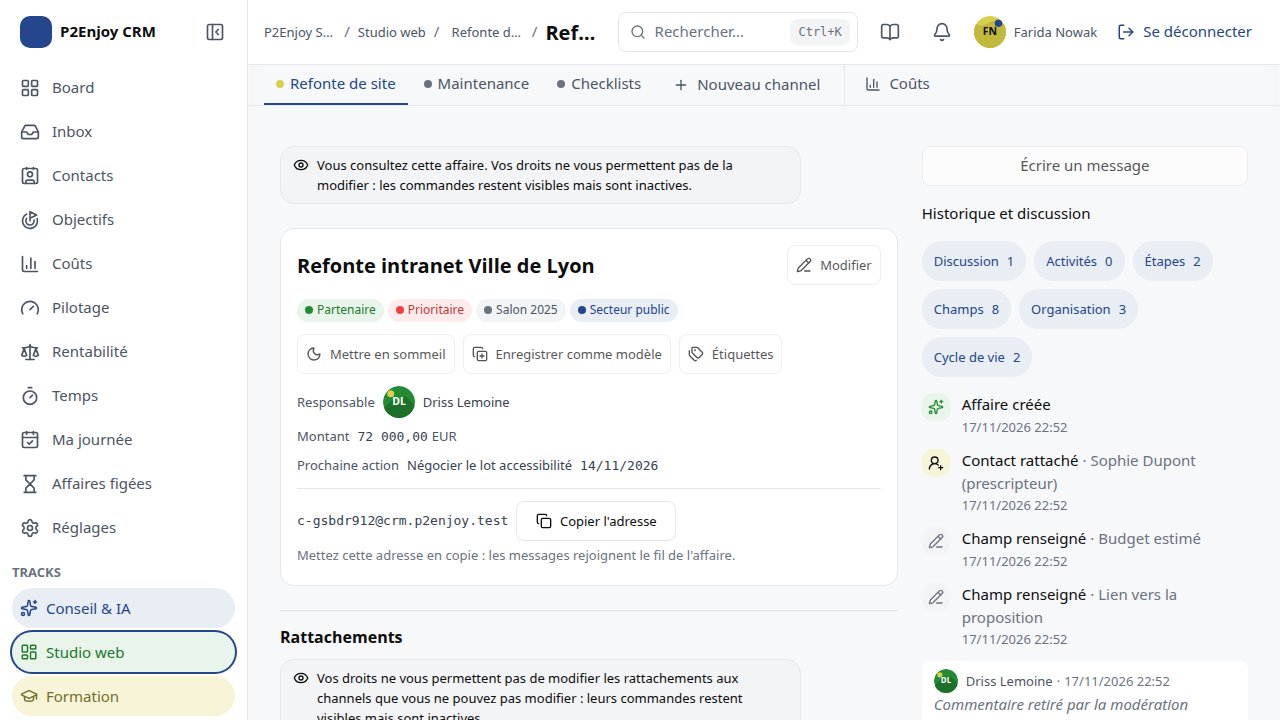 P2Enjoy CRM
Board
Inbox
Contacts
Objectifs
Coûts
Pilotage
Rentabilité
Temps
Ma journée
Affaires figées
Réglages
TRACKS
Conseil & IA
Studio web
Formation
P2Enjoy S... / Studio web / Refonte d... / Ref...
Rechercher... Ctrl+K
FN Farida Nowak
Se déconnecter
Refonte de site
Maintenance
Checklists
Nouveau channel
Coûts
Vous consultez cette affaire. Vos droits ne vous permettent pas de la
modifier : les commandes restent visibles mais sont inactives.
Refonte intranet Ville de Lyon
Modifier
Partenaire
Prioritaire
Salon 2025
Secteur public
Mettre en sommeil
Enregistrer comme modèle
Étiquettes
Responsable DL Driss Lemoine
Montant 72 000,00 EUR
Prochaine action Négocier le lot accessibilité 14/11/2026
c-gsbdr912@crm.p2enjoy.test
Copier l'adresse
Mettez cette adresse en copie : les messages rejoignent le fil de l'affaire.
Rattachements
Vos droits ne vous permettent pas de modifier les rattachements aux
channels que vous ne pouvez pas modifier : leurs commandes restent
visibles mais sont inactives.
Écrire un message
Historique et discussion
Discussion 1
Activités 0
Étapes 2
Champs 8
Organisation 3
Cycle de vie 2
Affaire créée
17/11/2026 22:52
Contact rattaché · Sophie Dupont
(prescripteur)
17/11/2026 22:52
Champ renseigné · Budget estimé
17/11/2026 22:52
Champ renseigné · Lien vers la
proposition
17/11/2026 22:52
DL Driss Lemoine · 17/11/2026 22:52
Commentaire retiré par la modération